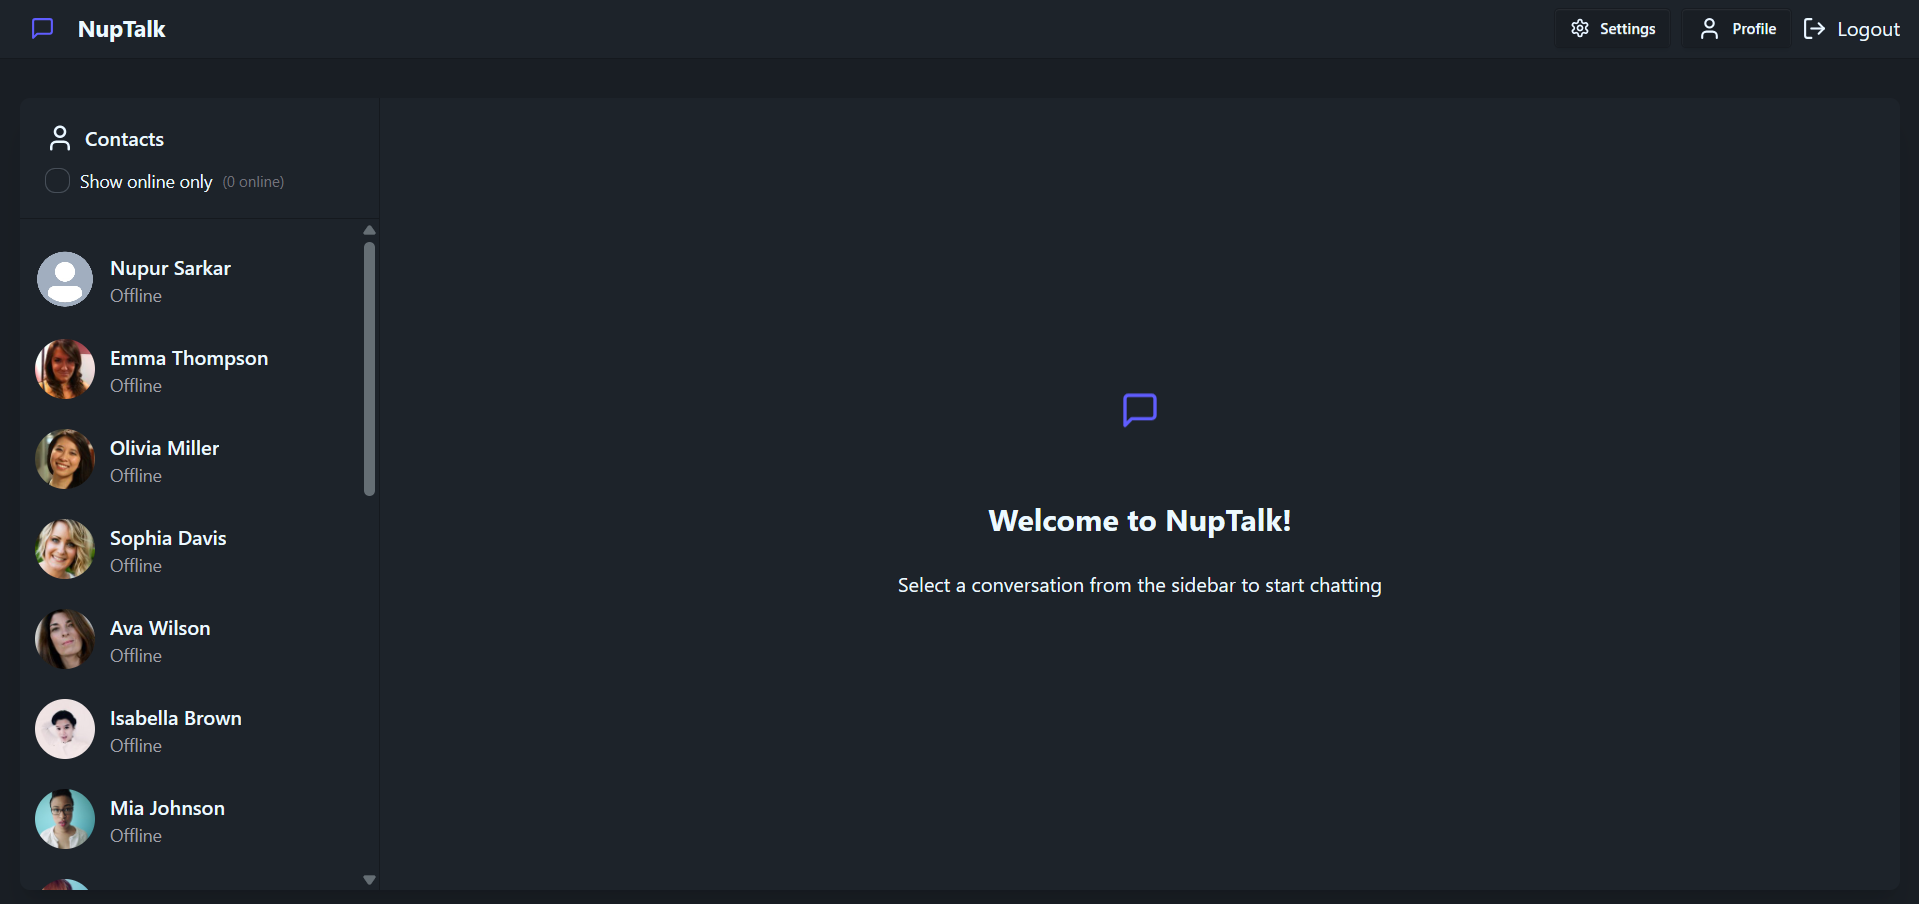 NupTalk
Settings
Profile
Logout
Contacts
Show online only (0 online)
Nupur Sarkar
Offline
Emma Thompson
Offline
Olivia Miller
Offline
Sophia Davis
Offline
Ava Wilson
Offline
Isabella Brown
Offline
Mia Johnson
Offline
Welcome to NupTalk!
Select a conversation from the sidebar to start chatting